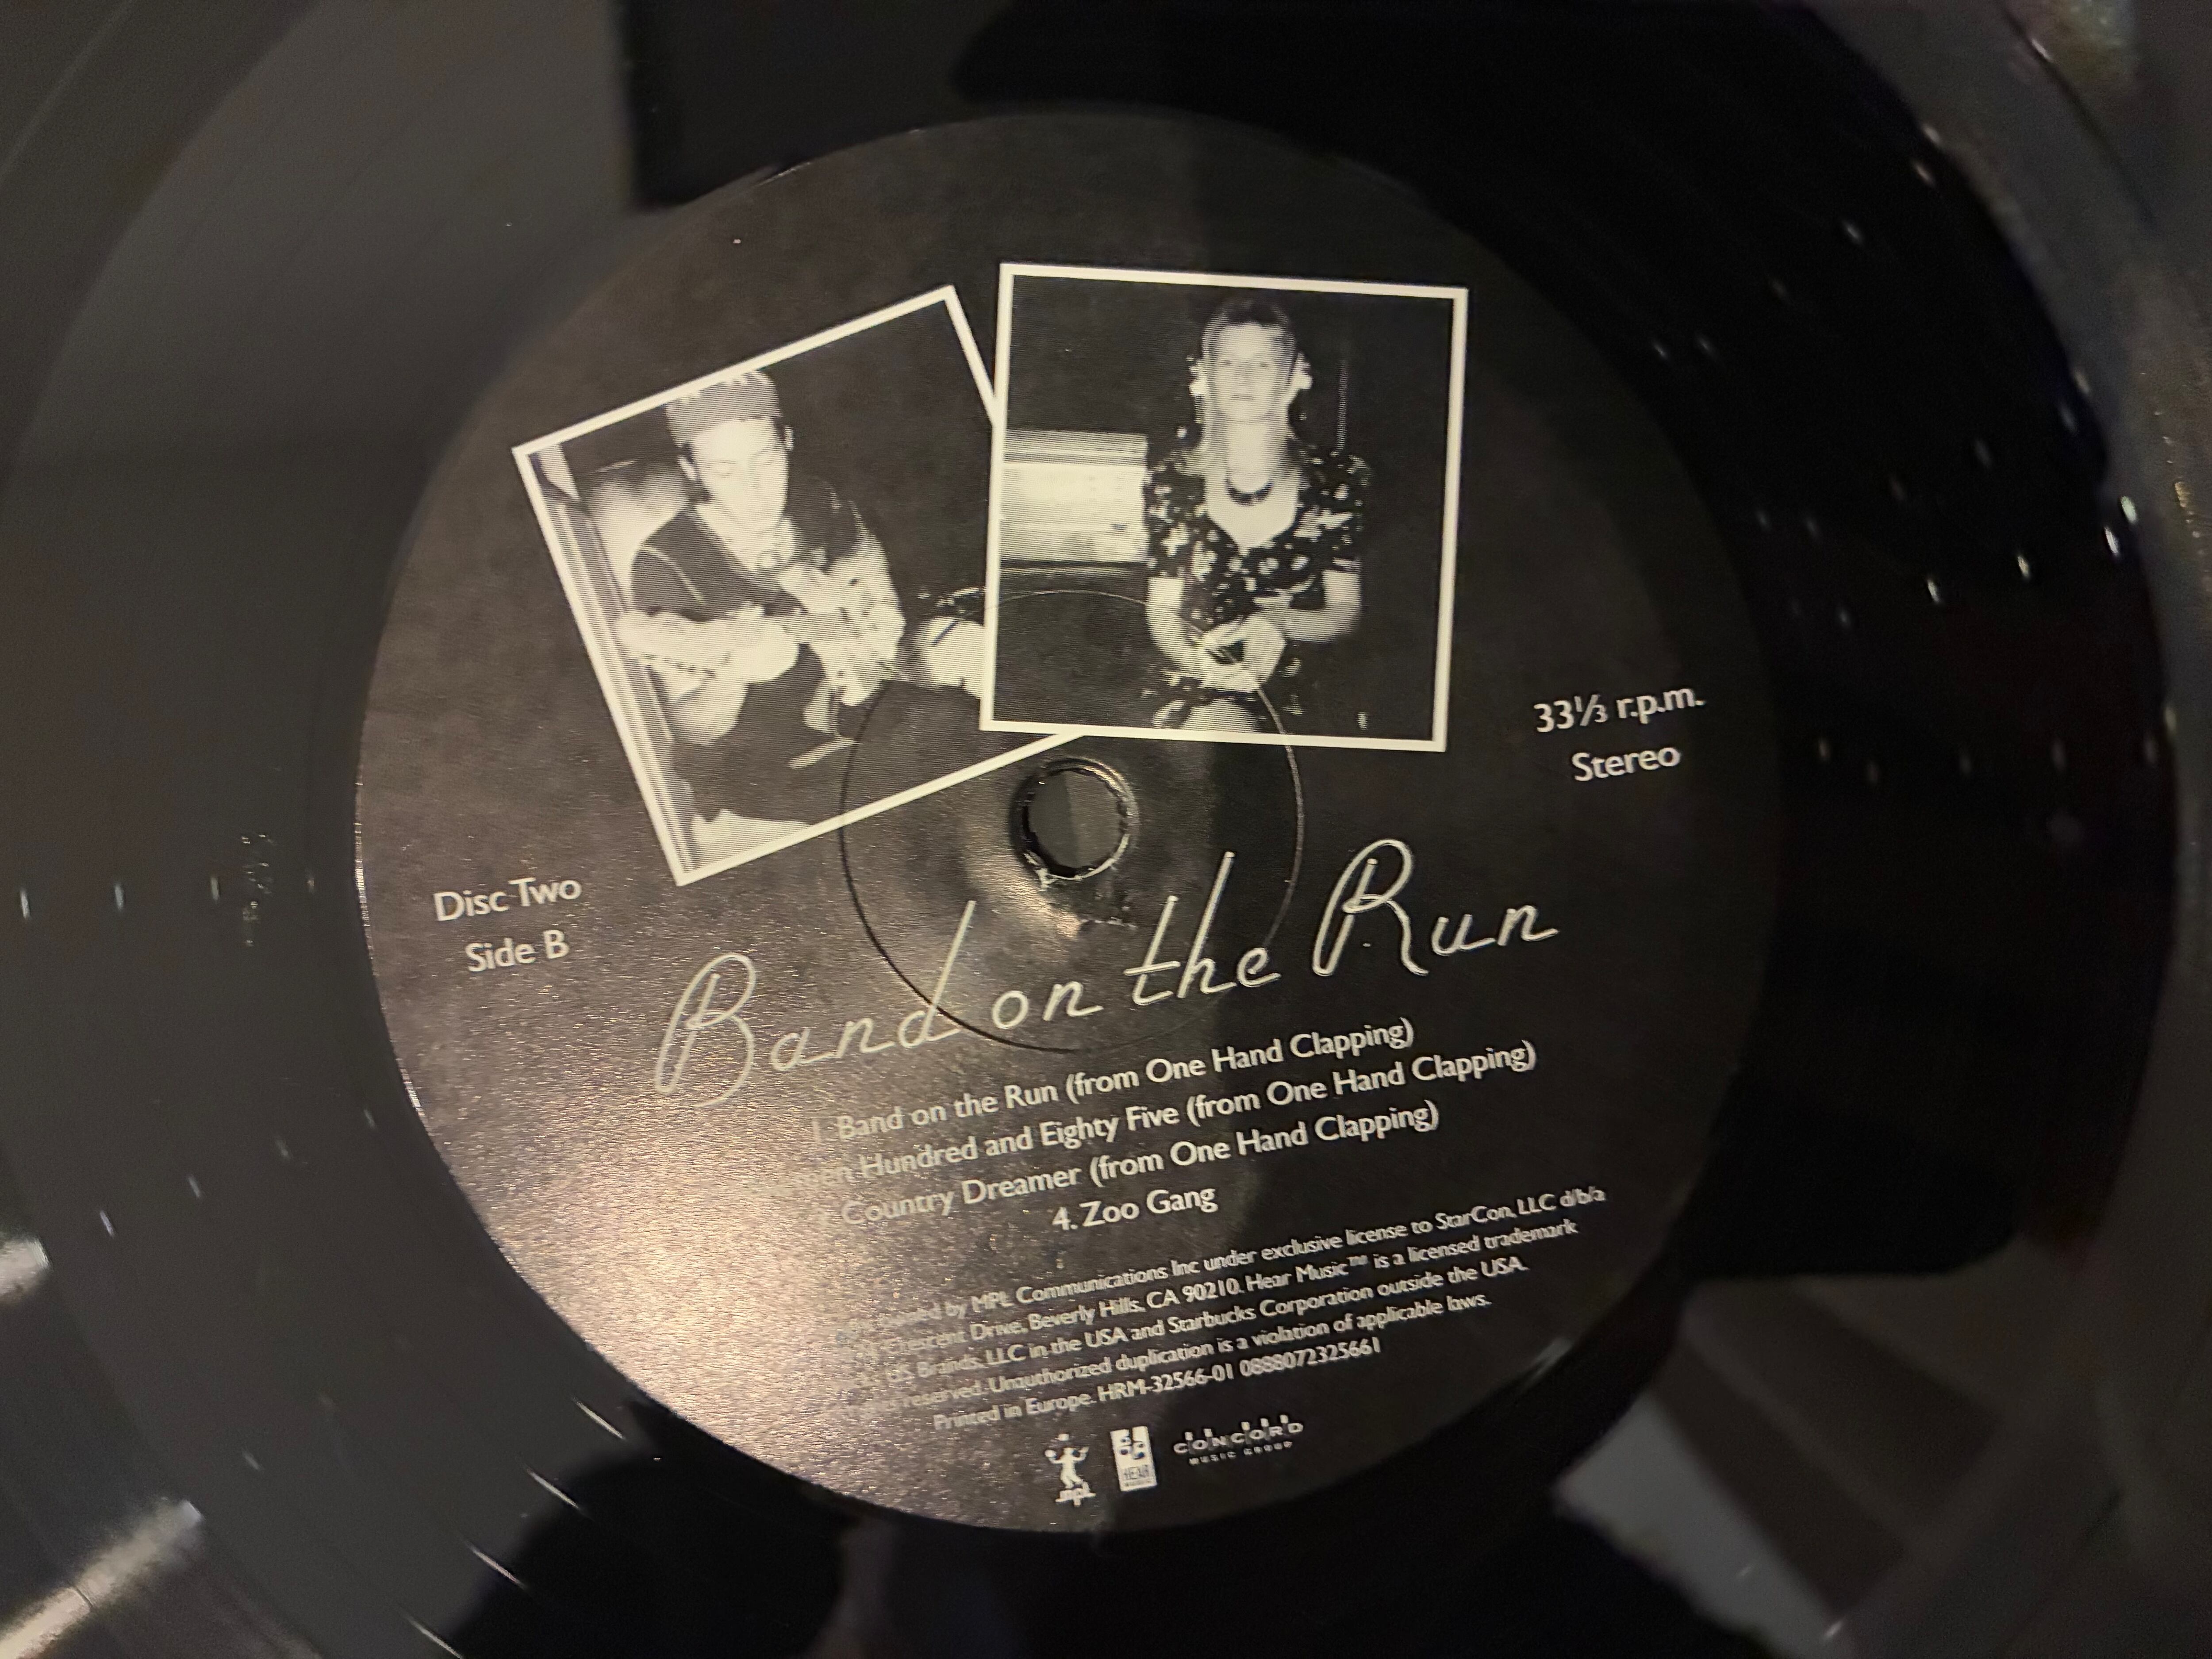 33⅓ r.p.m.
Stereo
Disc Two
Side B
Band on the Run
1. Band on the Run (from One Hand Clapping)
Hundred and Eighty Five (from One Hand Clapping)
Country Dreamer (from One Hand Clapping)
4. Zoo Gang
by MPL Communications Inc under exclusive license to StarCon, LLC d/b/a
Crescent Drive, Beverly Hills, CA 90210. Hear Music™ is a licensed trademark
Brands, LLC in the USA and Starbucks Corporation outside the USA.
reserved. Unauthorized duplication is a violation of applicable laws.
Printed in Europe. HRM-32566-01 0888072325661
mpl
HEAR
MUSIC
CONCORD
MUSIC GROUP